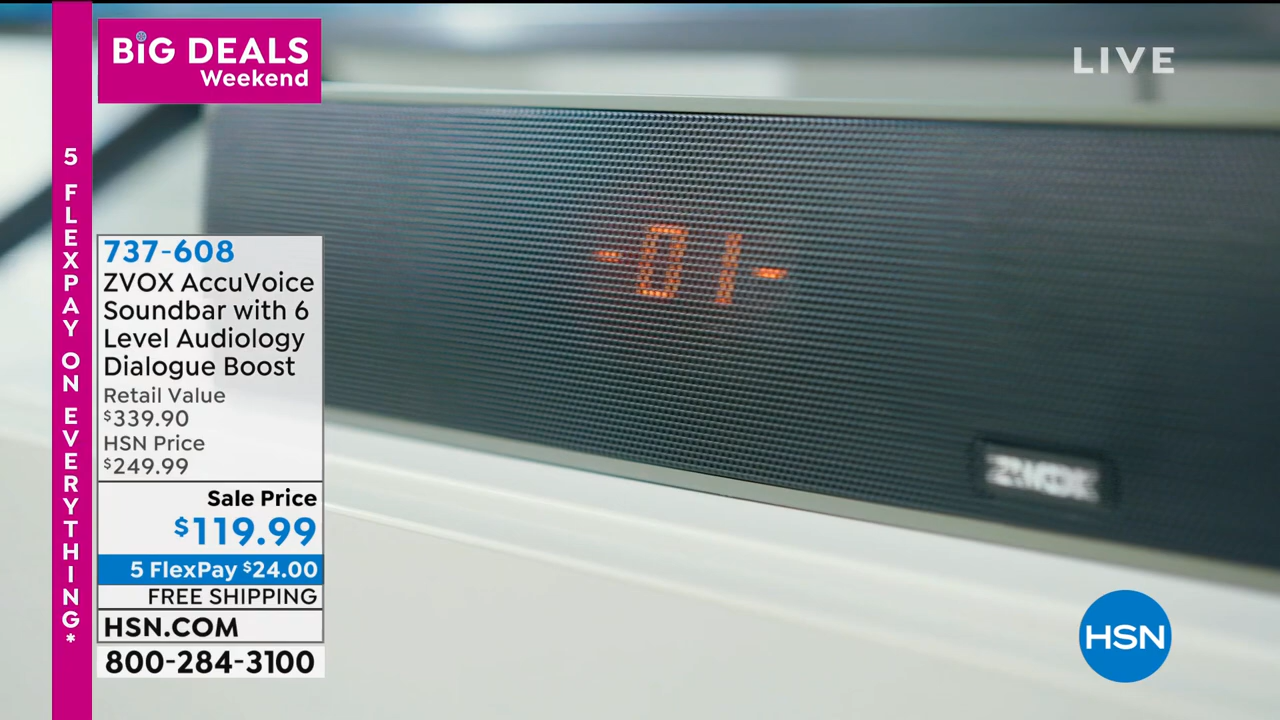 BiG DEALS
Weekend
LIVE
5 FLEXPAY ON EVERYTHING*
737-608
ZVOX AccuVoice
Soundbar with 6
Level Audiology
Dialogue Boost
Retail Value
$339.90
HSN Price
$249.99
Sale Price
$119.99
5 FlexPay $24.00
FREE SHIPPING
HSN.COM
800-284-3100
-01-
ZVOX
HSN